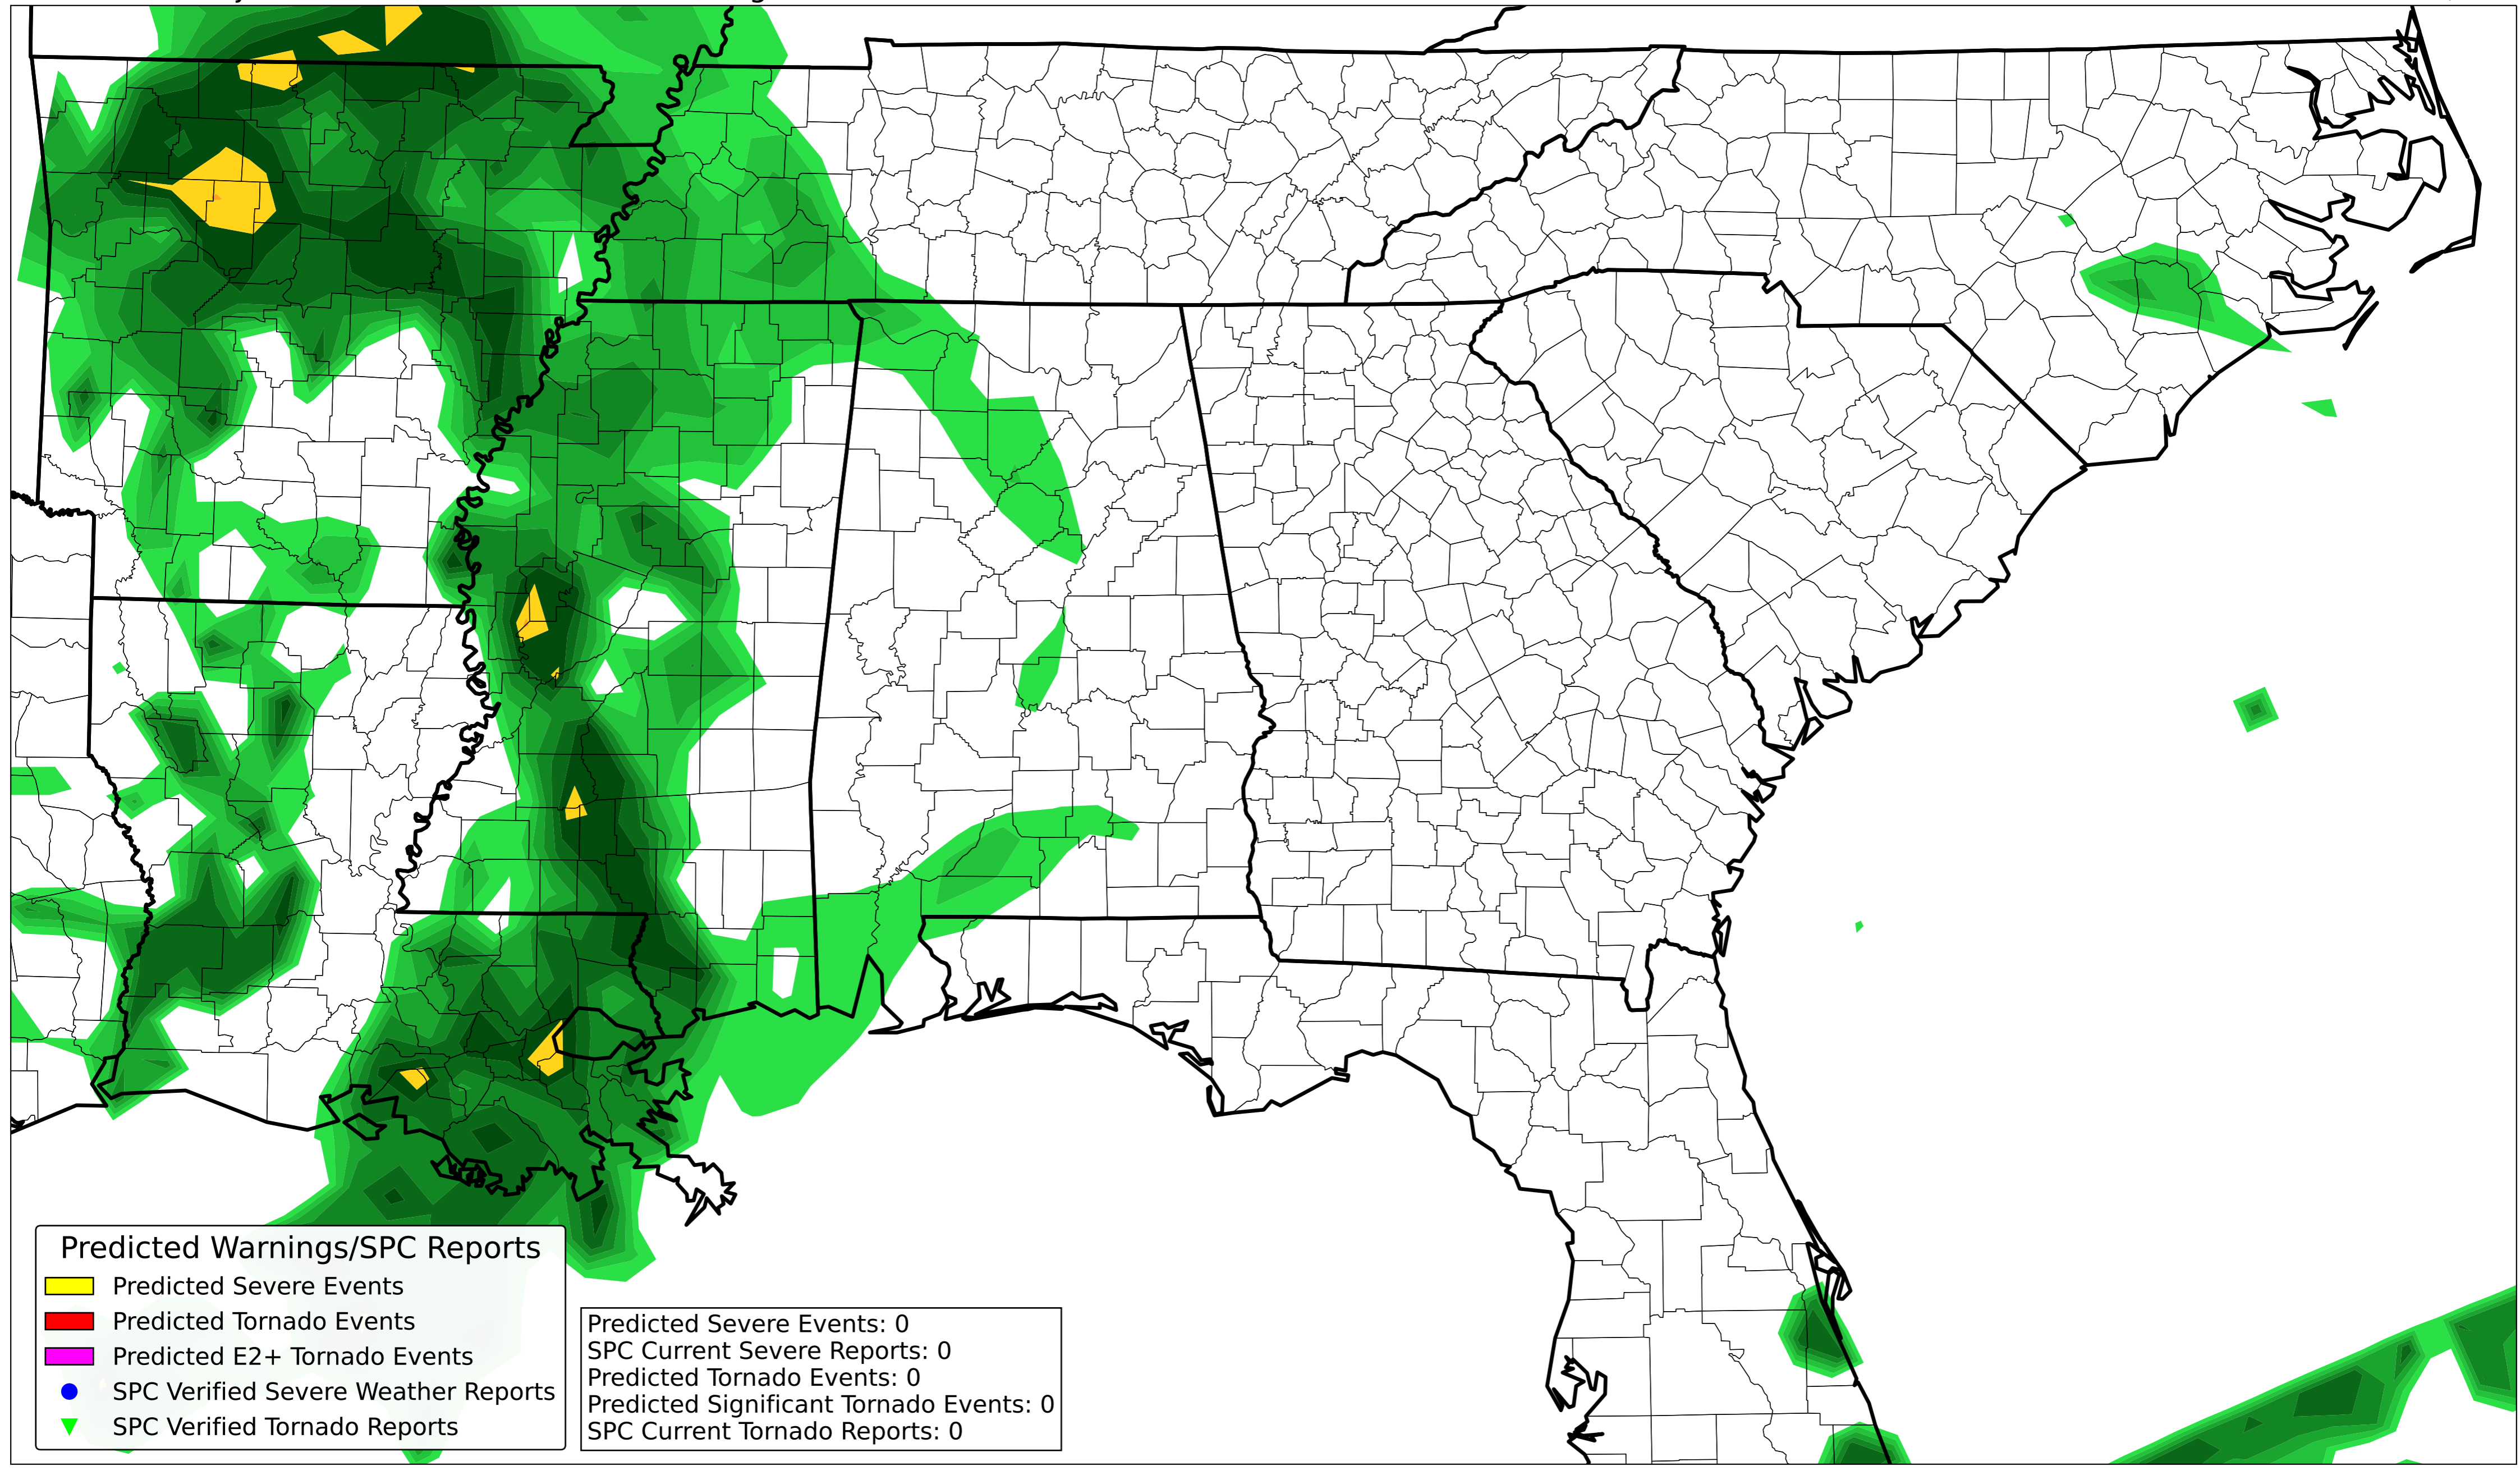 Predicted Warnings/SPC Reports
Predicted Severe Events
Predicted Tornado Events
Predicted E2+ Tornado Events
SPC Verified Severe Weather Reports
SPC Verified Tornado Reports
Predicted Severe Events: 0
SPC Current Severe Reports: 0
Predicted Tornado Events: 0
Predicted Significant Tornado Events: 0
SPC Current Tornado Reports: 0